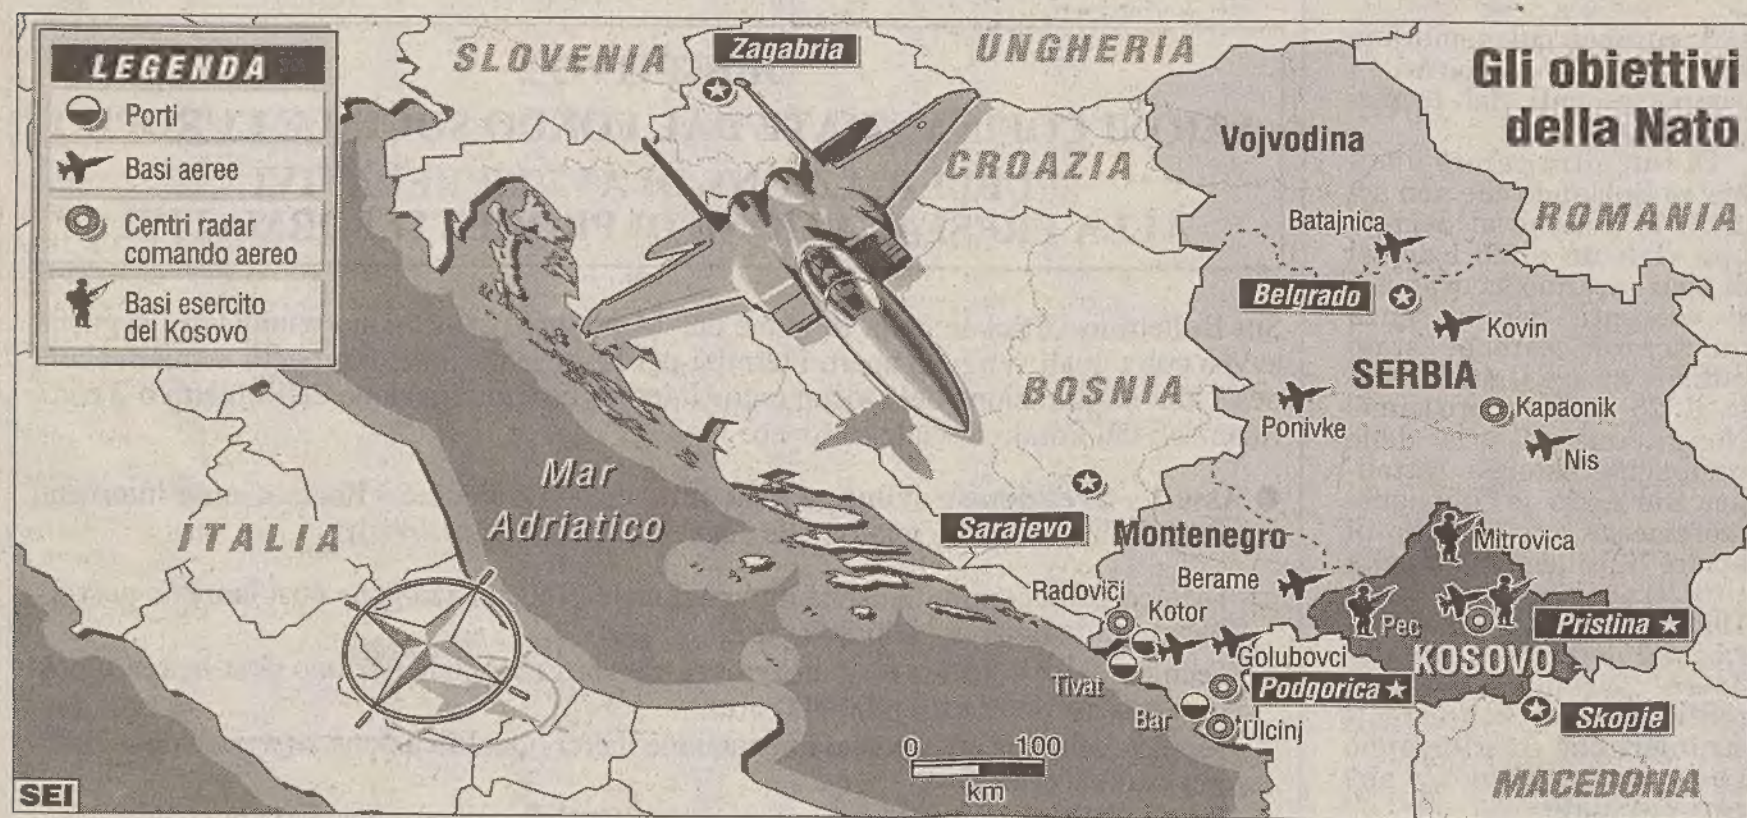 LEGENDA
Porti
Basi aeree
Centri radar
comando aereo
Basi esercito
del Kosovo
Gli obiettivi
della Nato
SLOVENIA
Zagabria
UNGHERIA
CROAZIA
Vojvodina
ROMANIA
Batajnica
Belgrado
Kovin
SERBIA
BOSNIA
Ponivke
Kapaonik
Nis
Mar
Adriatico
ITALIA
Sarajevo
Montenegro
Mitrovica
Radoviči
Kotor
Berame
Pec
Pristina
Golubovci
KOSOVO
Tivat
Podgorica
Bar
Ulcinj
Skopje
0 100
km
MACEDONIA
SEI